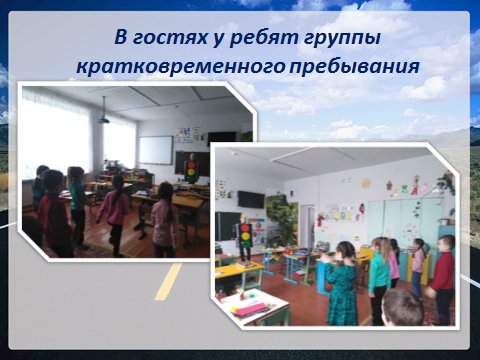 В гостях у ребят группы
кратковременного пребывания